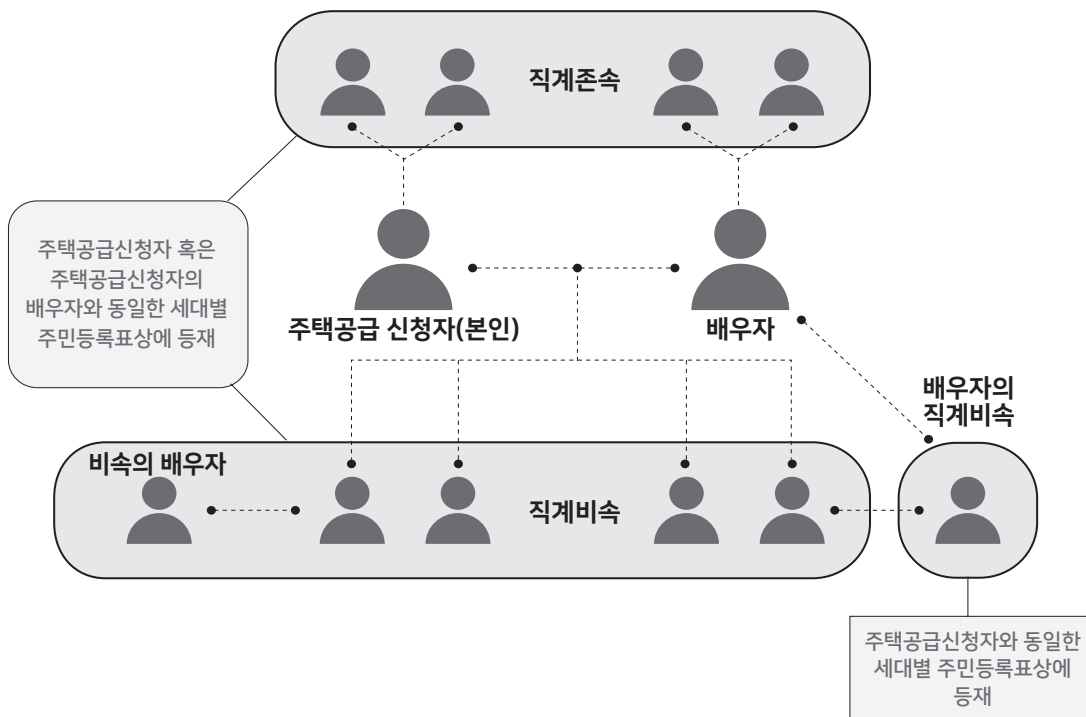 직계존속
주택공급신청자 혹은
주택공급신청자의
배우자와 동일한 세대별
주민등록표상에 등재
주택공급 신청자(본인)
배우자
배우자의
직계비속
비속의 배우자
직계비속
주택공급신청자와 동일한
세대별 주민등록표상에
등재